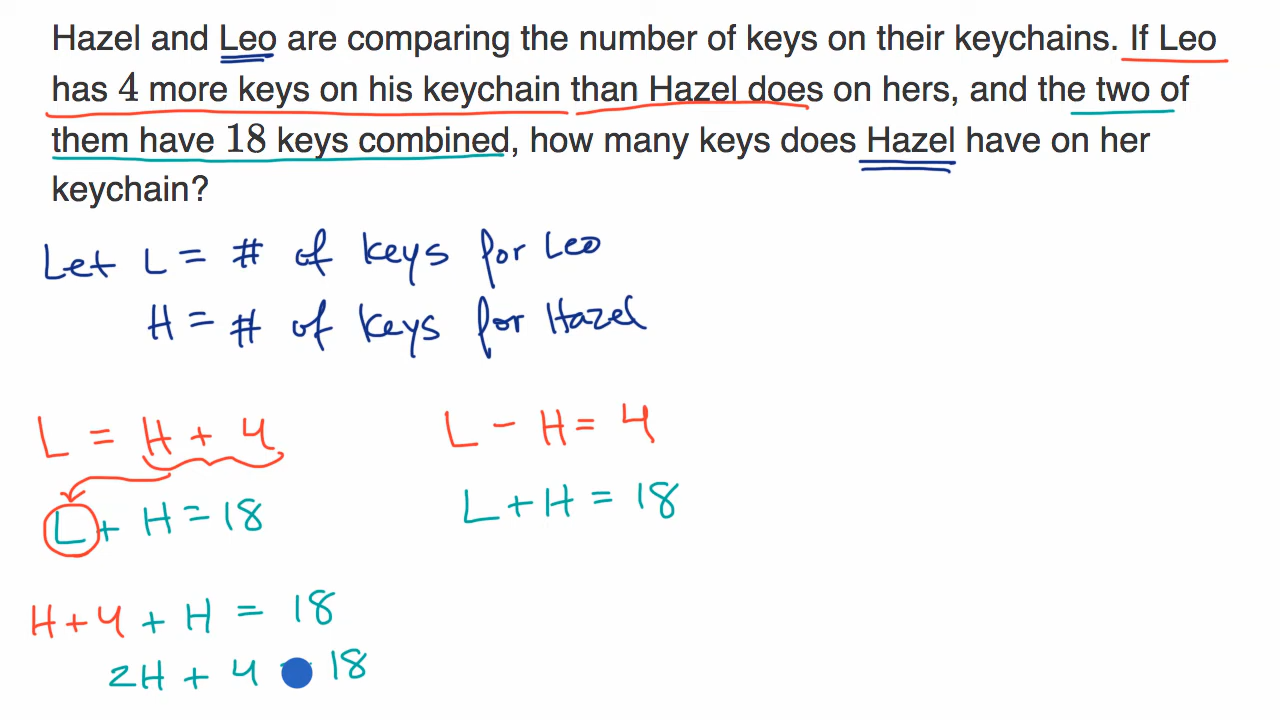 Hazel and Leo are comparing the number of keys on their keychains. If Leo
has 4 more keys on his keychain than Hazel does on hers, and the two of
them have 18 keys combined, how many keys does Hazel have on her
keychain?
Let L = # of keys for Leo
H = # of keys for Hazel
L = H + 4
L + H = 18
H + 4 + H = 18
2H + 4 18
L - H = 4
L + H = 18